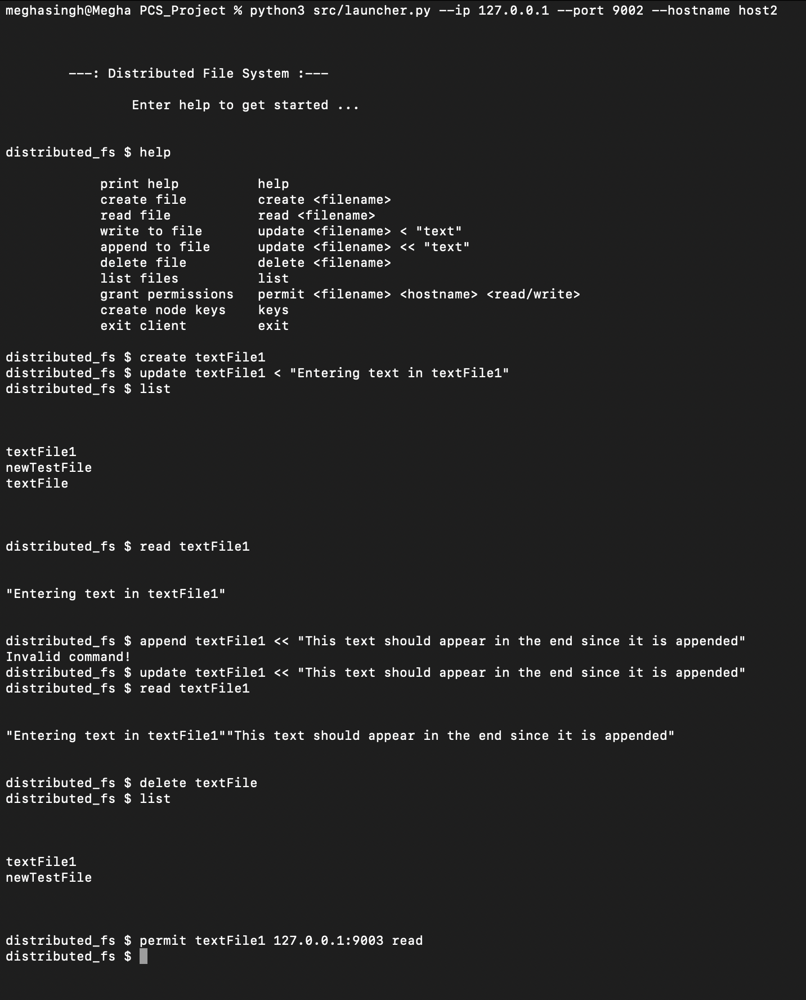 meghasingh@Megha PCS_Project % python3 src/launcher.py --ip 127.0.0.1 --port 9002 --hostname host2
---: Distributed File System :---
Enter help to get started ...
distributed_fs $ help
print help          help
create file         create <filename>
read file           read <filename>
write to file       update <filename> < "text"
append to file      update <filename> << "text"
delete file         delete <filename>
list files          list
grant permissions   permit <filename> <hostname> <read/write>
create node keys    keys
exit client         exit
distributed_fs $ create textFile1
distributed_fs $ update textFile1 < "Entering text in textFile1"
distributed_fs $ list
textFile1
newTestFile
textFile
distributed_fs $ read textFile1
"Entering text in textFile1"
distributed_fs $ append textFile1 << "This text should appear in the end since it is appended"
Invalid command!
distributed_fs $ update textFile1 << "This text should appear in the end since it is appended"
distributed_fs $ read textFile1
"Entering text in textFile1""This text should appear in the end since it is appended"
distributed_fs $ delete textFile
distributed_fs $ list
textFile1
newTestFile
distributed_fs $ permit textFile1 127.0.0.1:9003 read
distributed_fs $